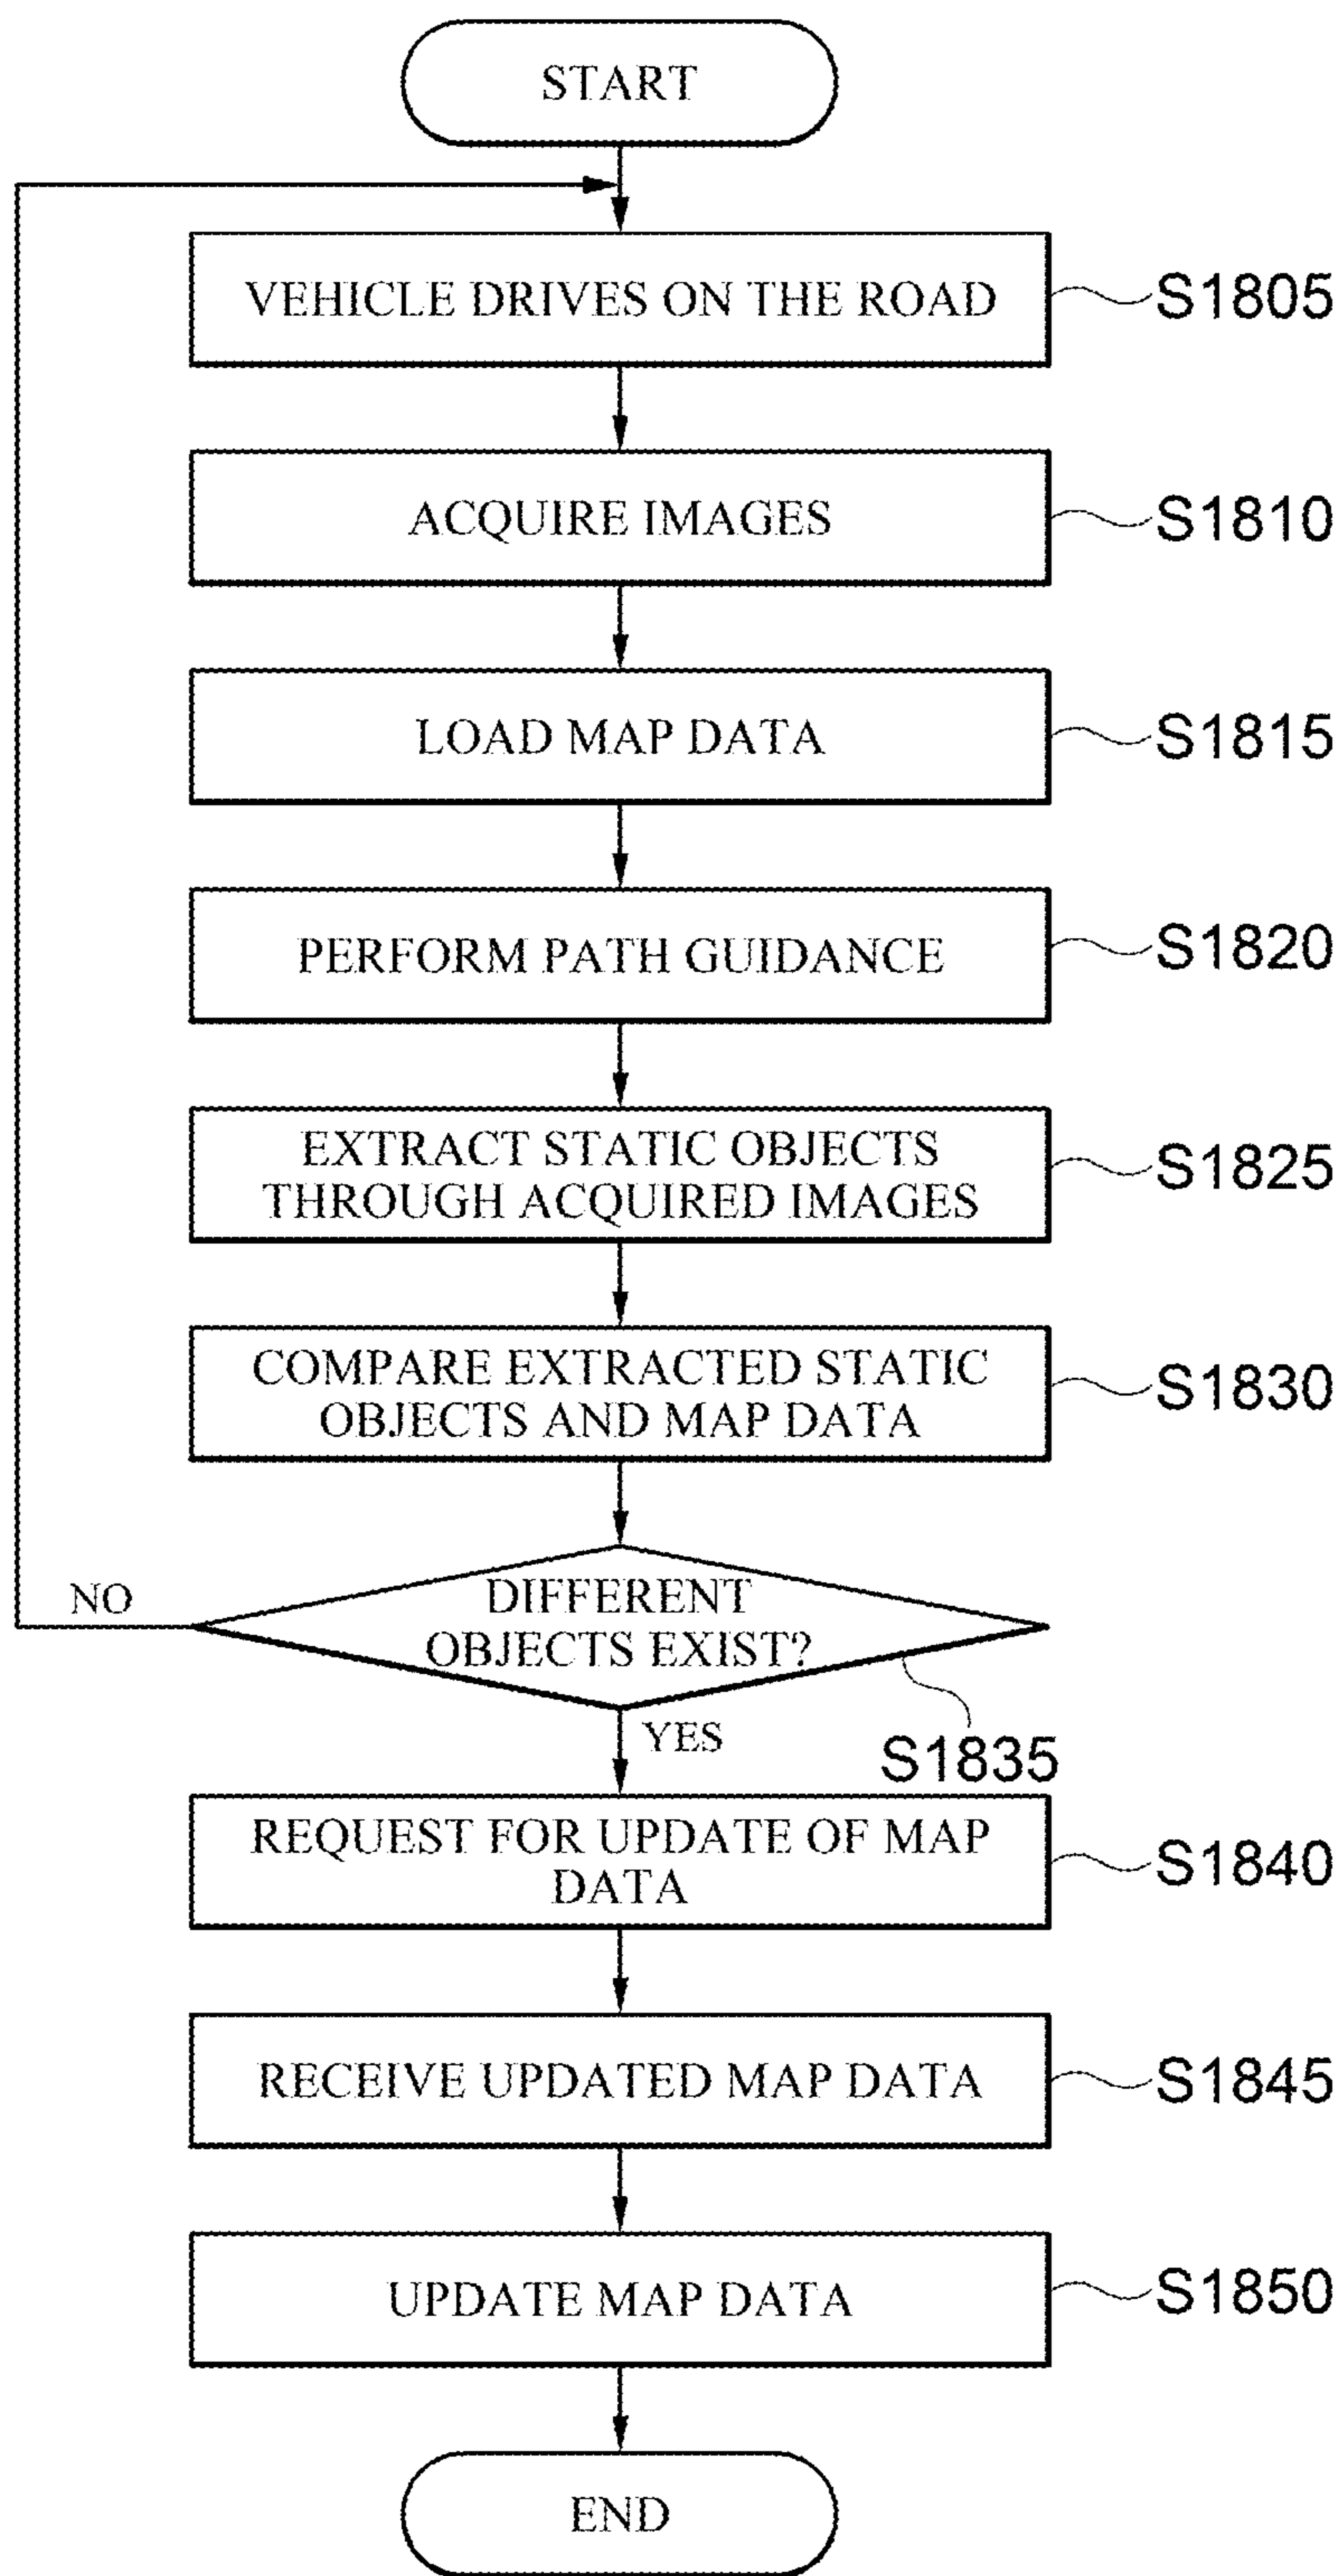 START
VEHICLE DRIVES ON THE ROAD
S1805
ACQUIRE IMAGES
S1810
LOAD MAP DATA
S1815
PERFORM PATH GUIDANCE
S1820
EXTRACT STATIC OBJECTS
THROUGH ACQUIRED IMAGES
S1825
COMPARE EXTRACTED STATIC
OBJECTS AND MAP DATA
S1830
DIFFERENT
OBJECTS EXIST?
NO
YES
S1835
REQUEST FOR UPDATE OF MAP
DATA
S1840
RECEIVE UPDATED MAP DATA
S1845
UPDATE MAP DATA
S1850
END